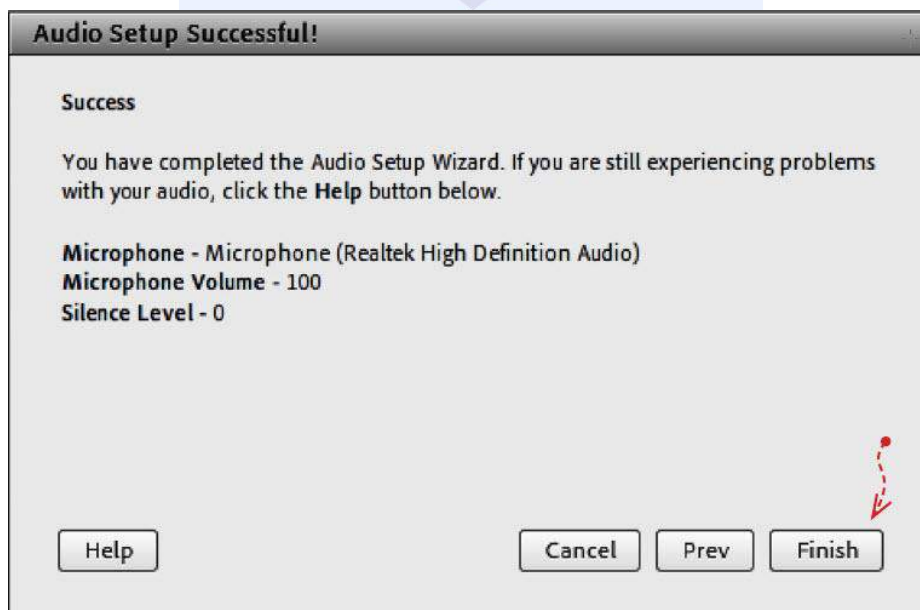 Audio Setup Successful!
Success
You have completed the Audio Setup Wizard. If you are still experiencing problems
with your audio, click the Help button below.
Microphone - Microphone (Realtek High Definition Audio)
Microphone Volume - 100
Silence Level - 0
Help
Cancel
Prev
Finish